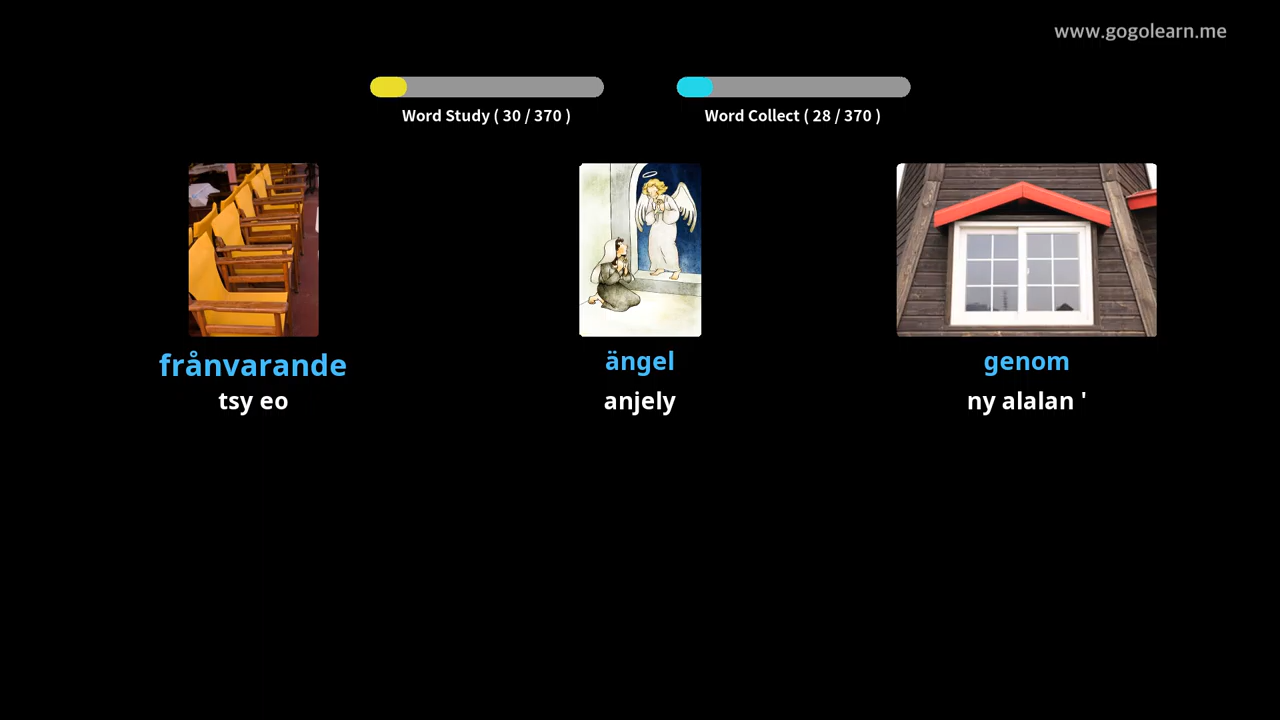 www.gogolearn.me
Word Study ( 30 / 370 )
Word Collect ( 28 / 370 )
frånvarande
ängel
genom
tsy eo
anjely
ny alalan '